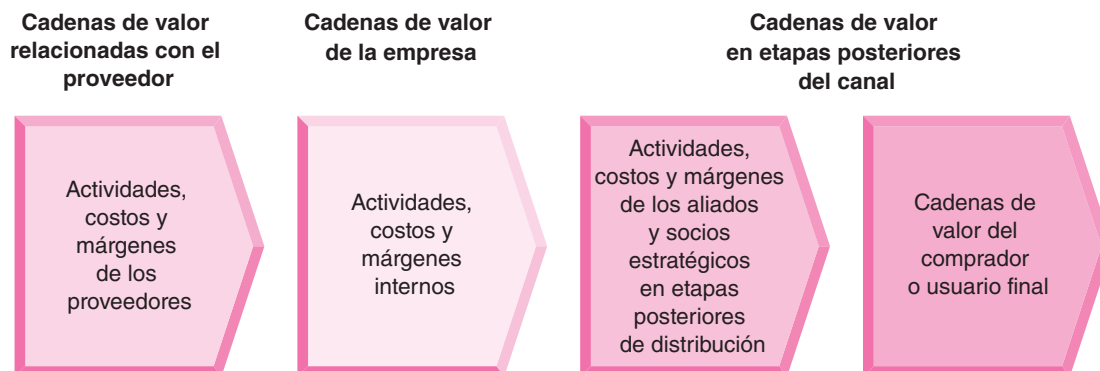 Cadenas de valor
relacionadas con el
proveedor
Cadenas de valor
de la empresa
Cadenas de valor
en etapas posteriores
del canal
Actividades,
costos y
márgenes
de los
proveedores
Actividades,
costos y
márgenes
internos
Actividades,
costos y márgenes
de los aliados
y socios
estratégicos
en etapas
posteriores
de distribución
Cadenas de
valor del
comprador
o usuario final